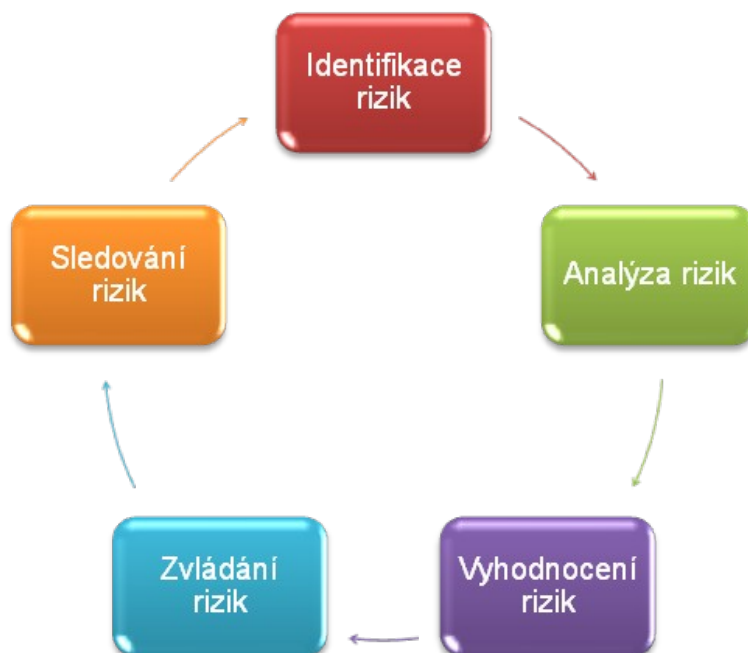 Identifikace
rizik
Analýza rizik
Vyhodnocení
rizik
Zvládání
rizik
Sledování
rizik